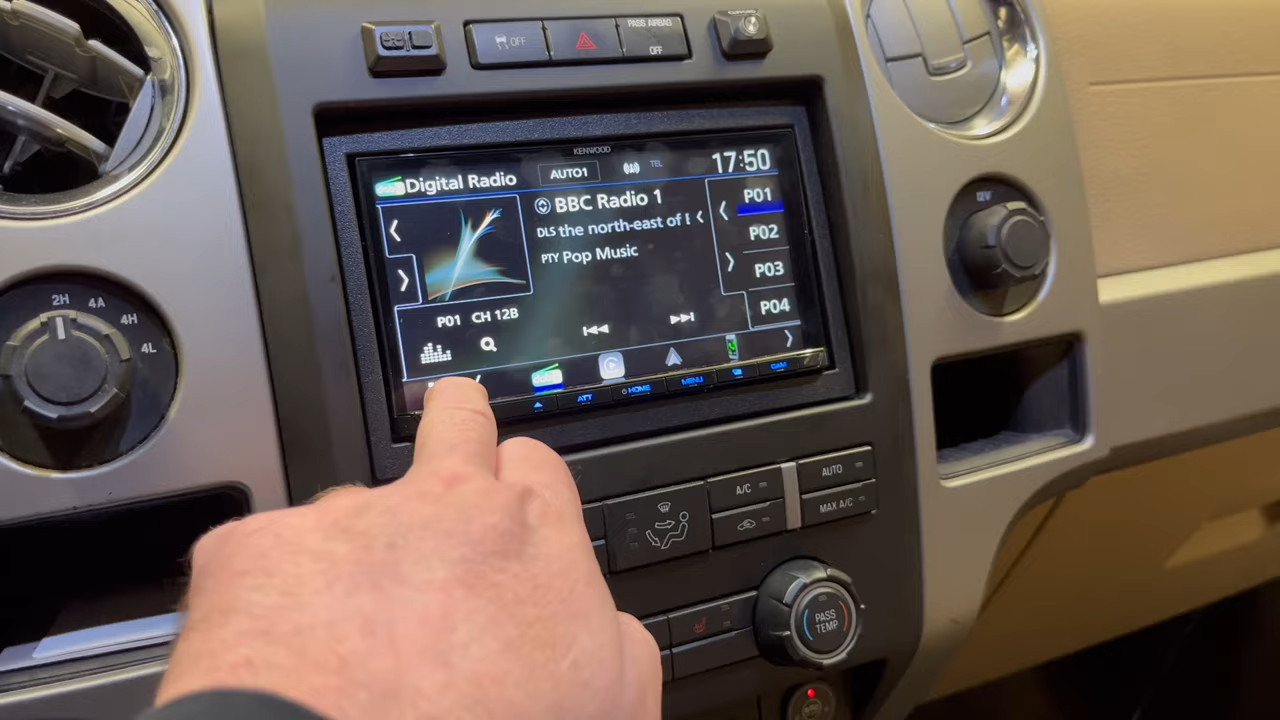 OFF
PASS AIRBAG
OFF
KENWOOD
Digital Radio
AUTO1
TEL
17:50
BBC Radio 1
DLS the north-east of
PTY Pop Music
P01
P02
P03
P04
P01 CH 12B
ATT
HOME
MENU
CAM
2H
4A
4H
4L
12V
A/C
AUTO
MAX A/C
PASS
TEMP